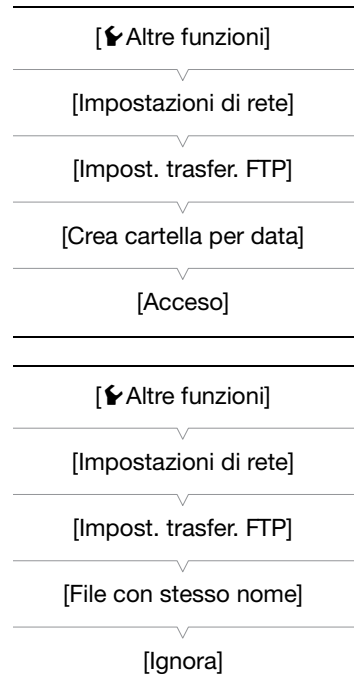 [Altre funzioni]
[Impostazioni di rete]
[Impost. trasfer. FTP]
[Crea cartella per data]
[Acceso]
[Altre funzioni]
[Impostazioni di rete]
[Impost. trasfer. FTP]
[File con stesso nome]
[Ignora]